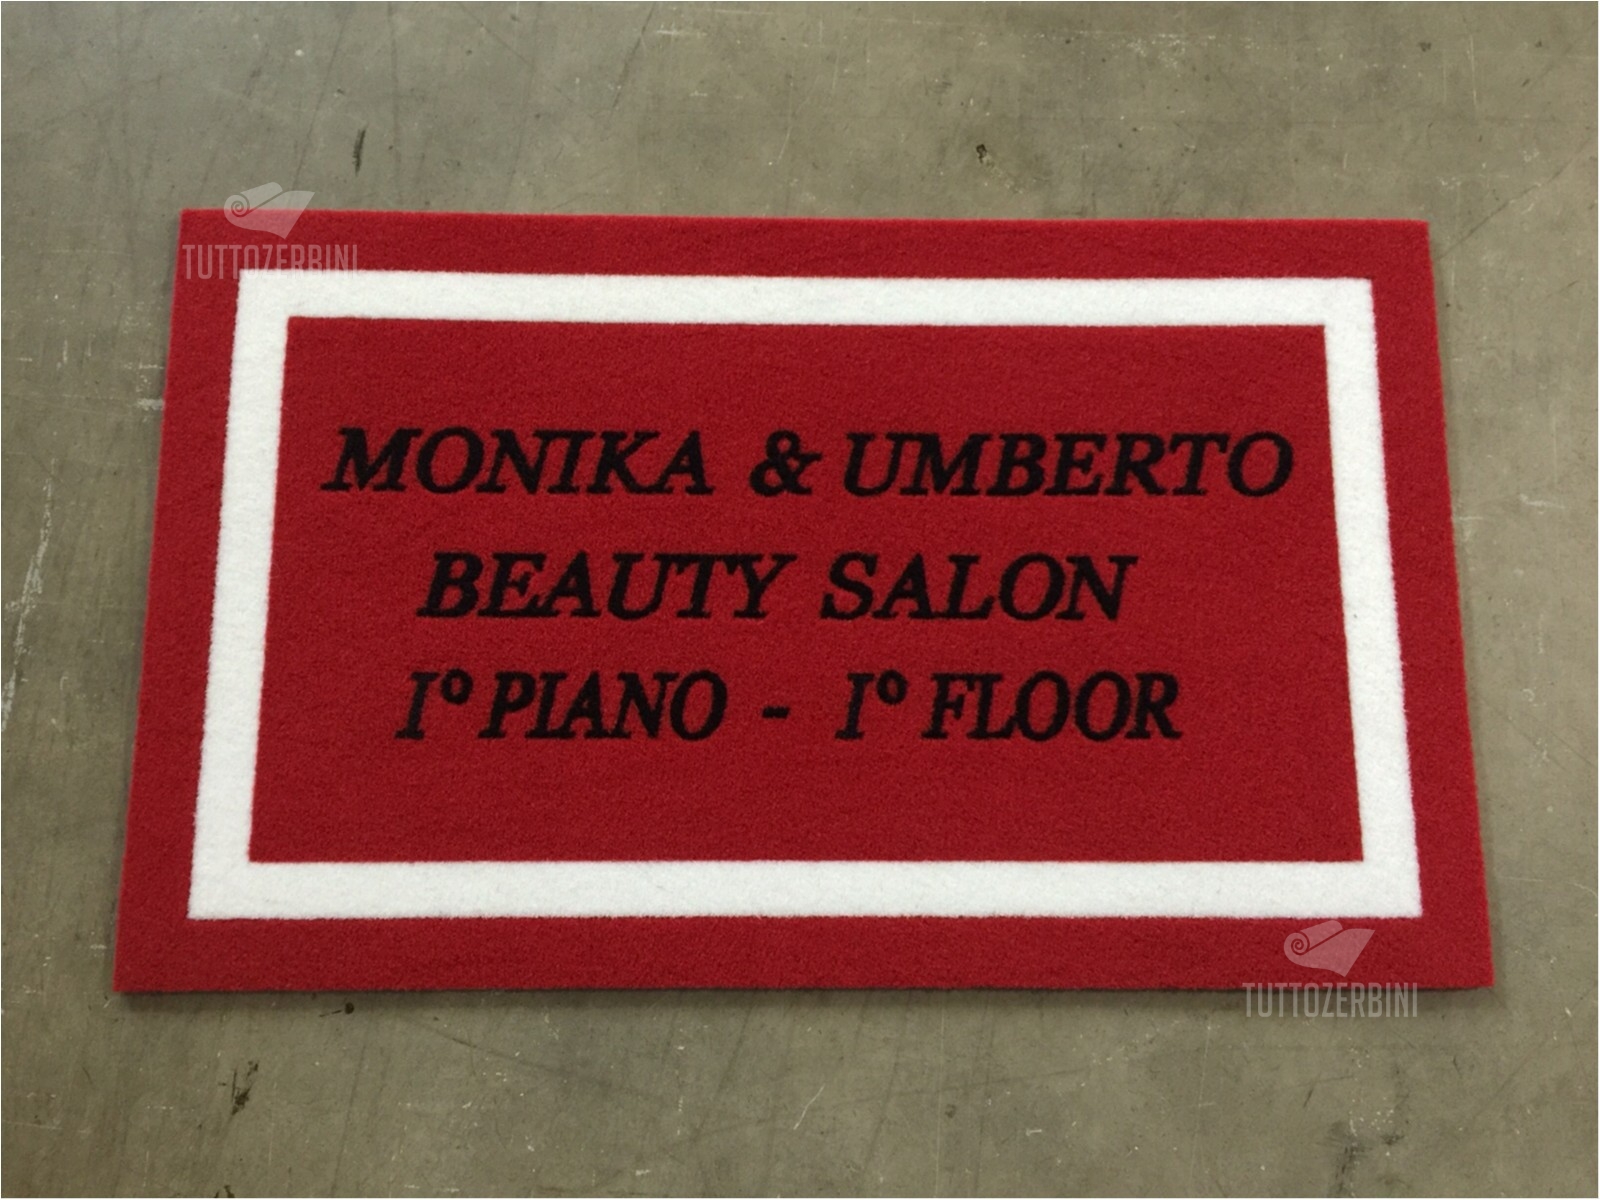 TUTTOZERBINI
MONIKA & UMBERTO
BEAUTY SALON
I° PIANO - I° FLOOR
TUTTOZERBINI